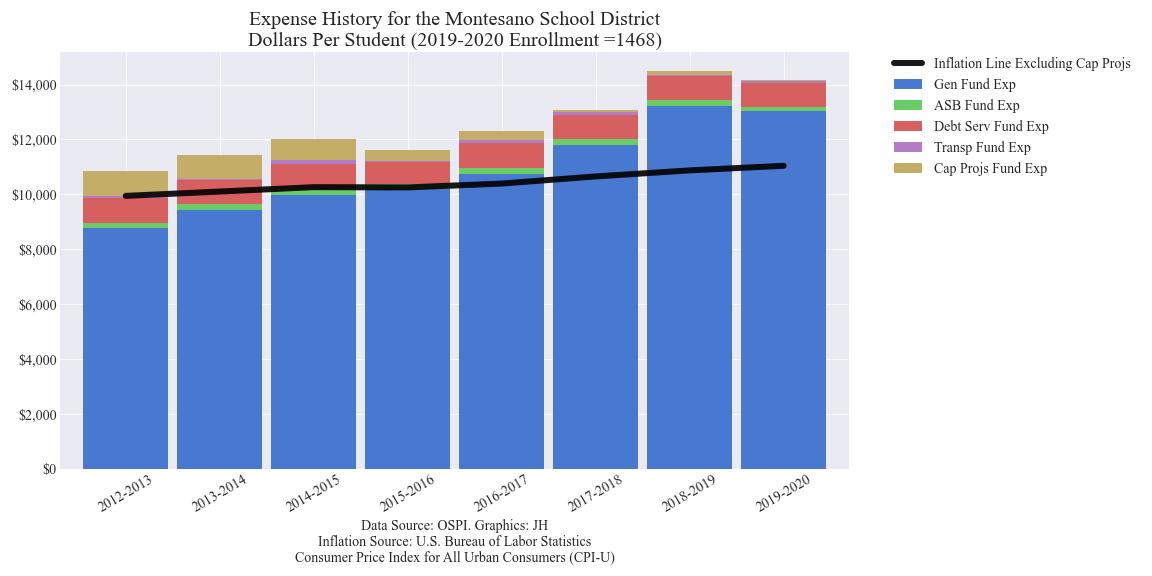 Expense History for the Montesano School District
Dollars Per Student (2019-2020 Enrollment =1468)
Inflation Line Excluding Cap Projs
Gen Fund Exp
ASB Fund Exp
Debt Serv Fund Exp
Transp Fund Exp
Cap Projs Fund Exp
$14,000
$12,000
$10,000
$8,000
$6,000
$4,000
$2,000
$0
2012-2013
2013-2014
2014-2015
2015-2016
2016-2017
2017-2018
2018-2019
2019-2020
Data Source: OSPI. Graphics: JH
Inflation Source: U.S. Bureau of Labor Statistics
Consumer Price Index for All Urban Consumers (CPI-U)